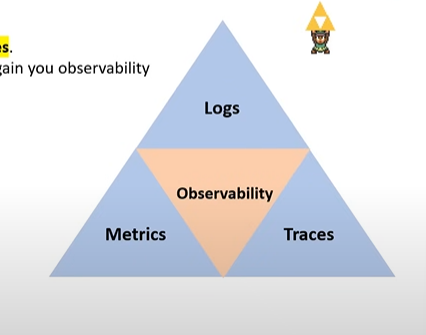 es.
gain you observability
Logs
Observability
Metrics
Traces